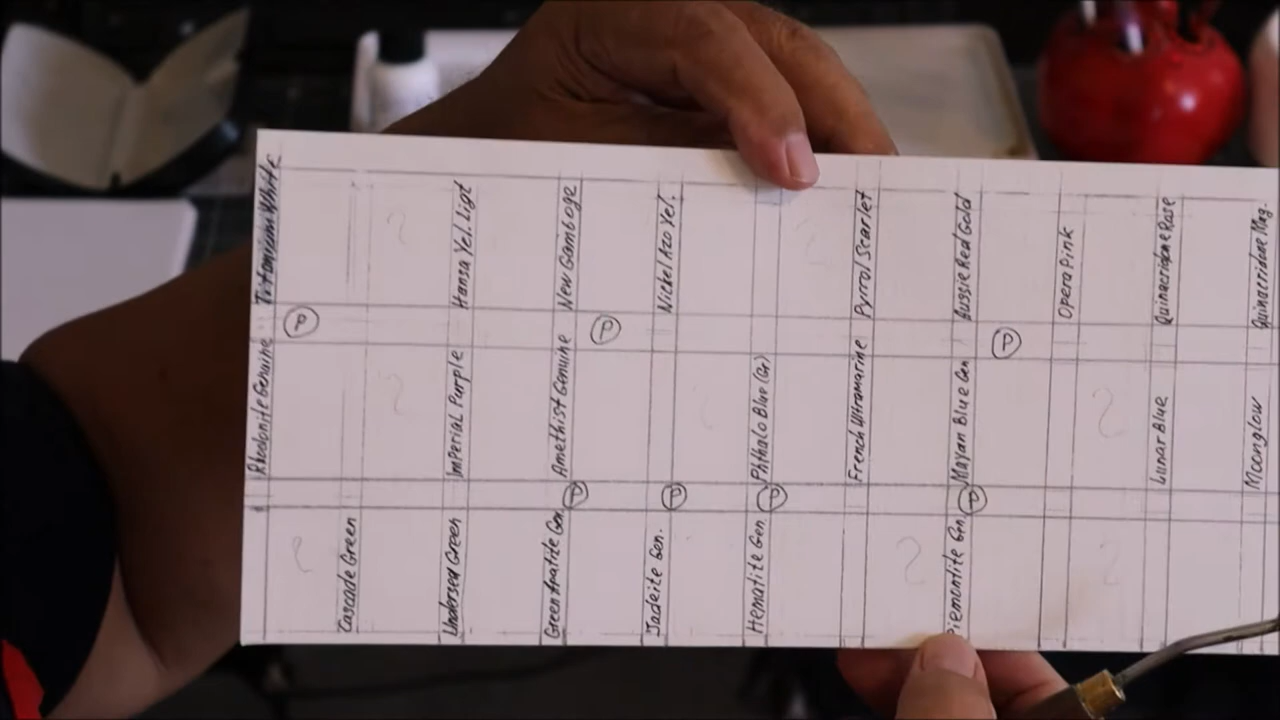 Titanium White
Hansa Yel. Ligt
New Gamboge
Nickel Azo Yel.
Pyrrol Scarlet
Aussie Red Gold
Opera Pink
Quinacridone Rose
Quinacridone Mag.
P
P
P
Rhodonite Genuine
Imperial Purple
Amethist Genuine
Phthalo Blue (Gr)
French Ultramarine
Mayan Blue Gen
Lunar Blue
Moonglow
P
P
P
P
Cascade Green
Undersea Green
Green Apatite Gen.
Jadeite Gen.
Hematite Gen.
Piemontite Gen.